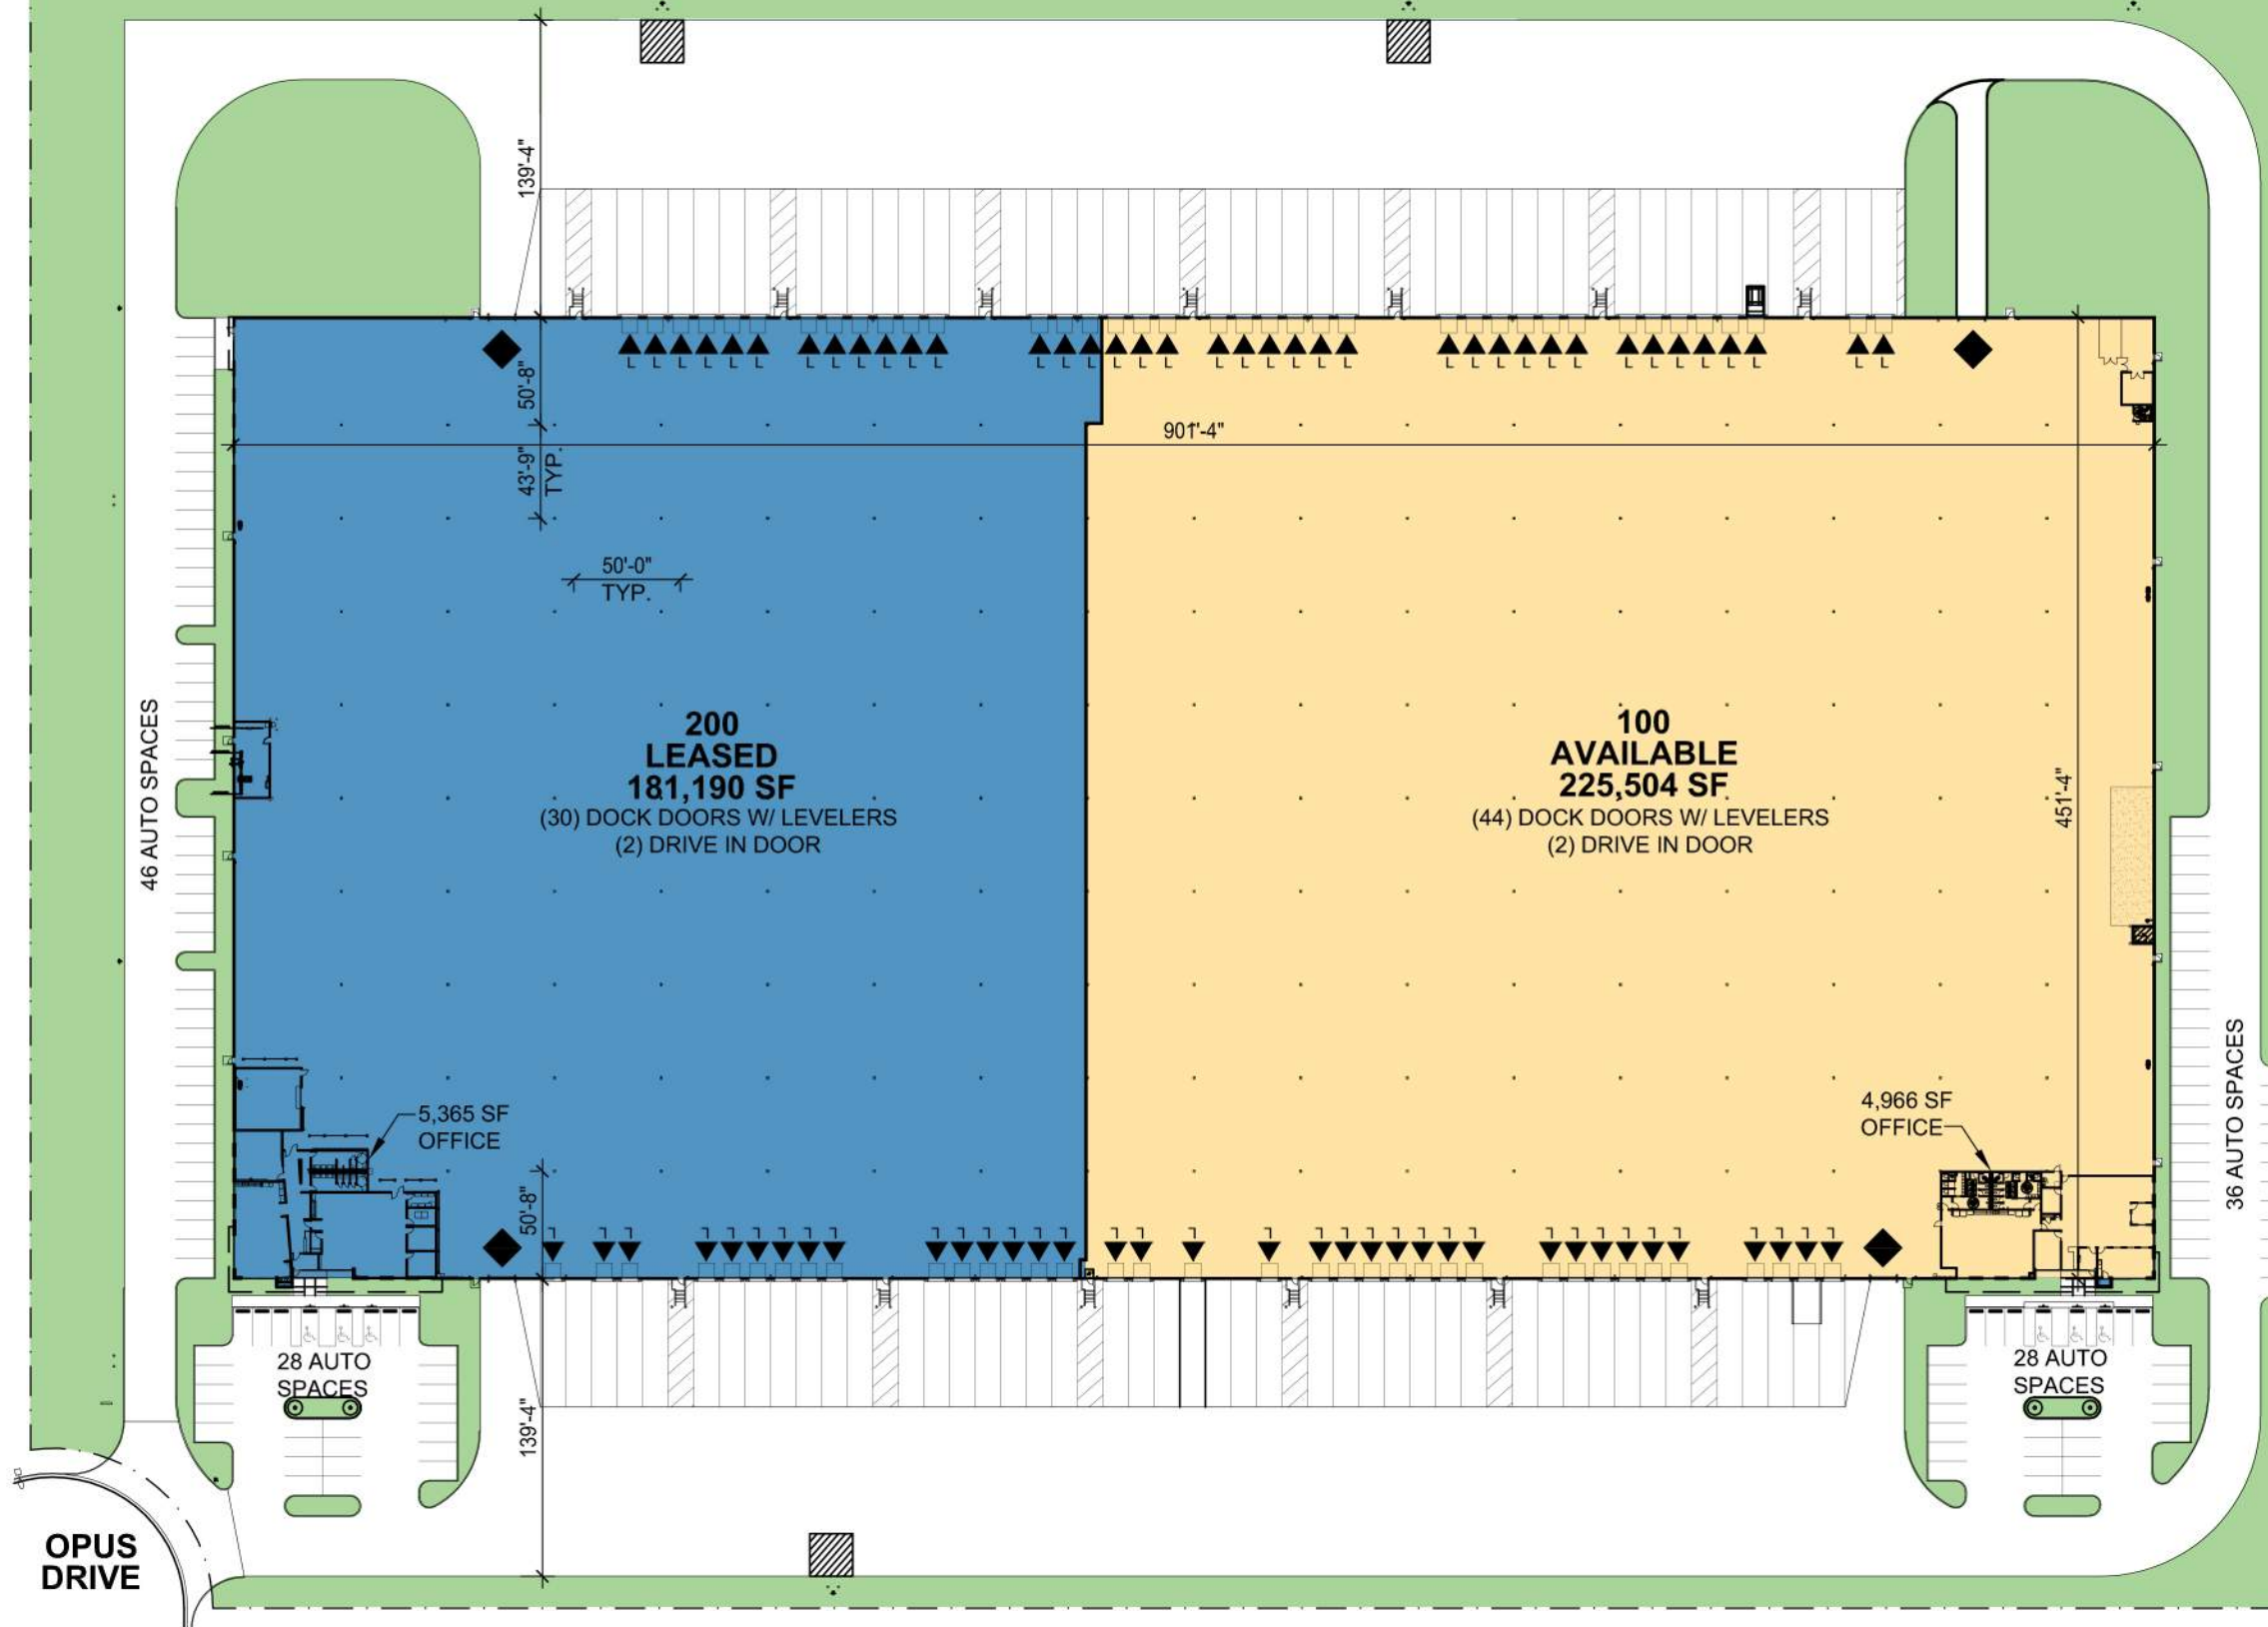 139'-4"
L L L L L L L L L L L L L L L L L L L L L L L L L L L L L L L L L L L L L L
50'-8"
901'-4"
43'-9"
TYP.
50'-0"
TYP.
46 AUTO SPACES
200
LEASED
181,190 SF
(30) DOCK DOORS W/ LEVELERS
(2) DRIVE IN DOOR
100
AVAILABLE
225,504 SF
(44) DOCK DOORS W/ LEVELERS
(2) DRIVE IN DOOR
451'-4"
5,365 SF
OFFICE
4,966 SF
OFFICE
36 AUTO SPACES
50'-8"
L L L L L L L L L L L L L L L L L L L L L L L L L L L L L L L L L L L L
28 AUTO
SPACES
28 AUTO
SPACES
139'-4"
OPUS
DRIVE